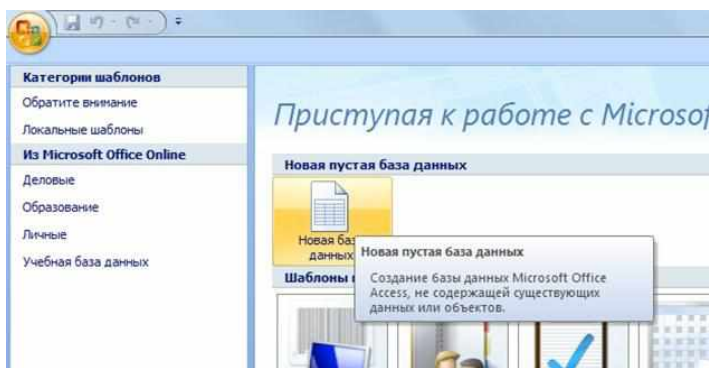 Категории шаблонов
Обратите внимание
Локальные шаблоны
Из Microsoft Office Online
Деловые
Образование
Личные
Учебная база данных
Приступая к работе с
Новая пустая база данных
Новая
данных
Новая пустая база данных
Создание базы данных Microsoft Office
Access, не содержащей существующих
данных или объектов.
Шаблоны